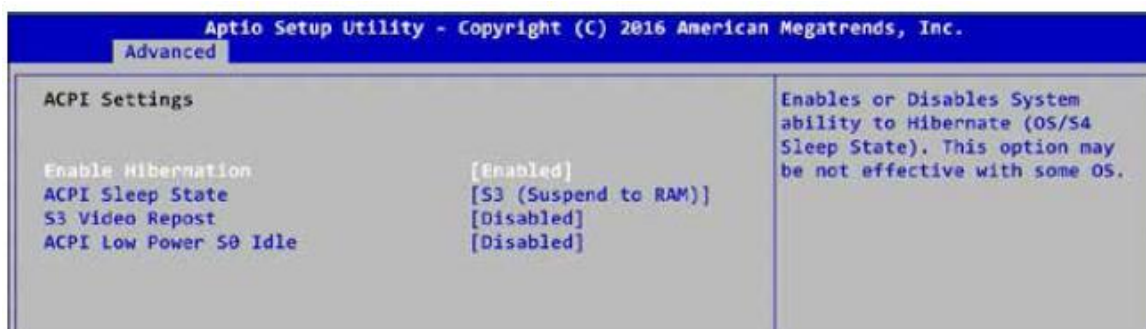 Aptio Setup Utility - Copyright (C) 2016 American Megatrends, Inc.
Advanced
ACPI Settings
Enable Hibernation [Enabled]
ACPI Sleep State [S3 (Suspend to RAM)]
S3 Video Repost [Disabled]
ACPI Low Power S0 Idle [Disabled]
Enables or Disables System
ability to Hibernate (OS/S4
Sleep State). This option may
be not effective with some OS.